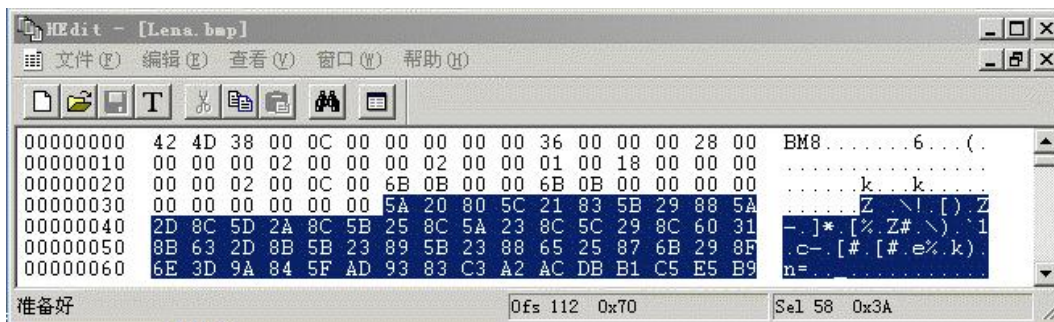 HEdit - [Lena.bmp]
文件(F) 编辑(E) 查看(V) 窗口(W) 帮助(H)
T
00000000 42 4D 38 00 0C 00 00 00 00 00 36 00 00 00 28 00 BM8.......6...(.
00000010 00 00 00 02 00 00 00 02 00 00 01 00 18 00 00 00 ................
00000020 00 00 02 00 0C 00 6B 0B 00 00 6B 0B 00 00 00 00 ......k...k.....
00000030 00 00 00 00 00 00 5A 20 80 5C 21 83 5B 29 88 5A .......Z .\!.[).Z
00000040 2D 8C 5D 2A 8C 5B 25 8C 5A 23 8C 5C 29 8C 60 31 -.]*.[%.Z#.\).`1
00000050 8B 63 2D 8B 5B 23 89 5B 23 88 65 25 87 6B 29 8F .c-.[#.[#.e%.k).
00000060 6E 3D 9A 84 5F AD 93 83 C3 A2 AC DB B1 C5 E5 B9 n=.._...........
准备好 Ofs 112 0x70 Sel 58 0x3A